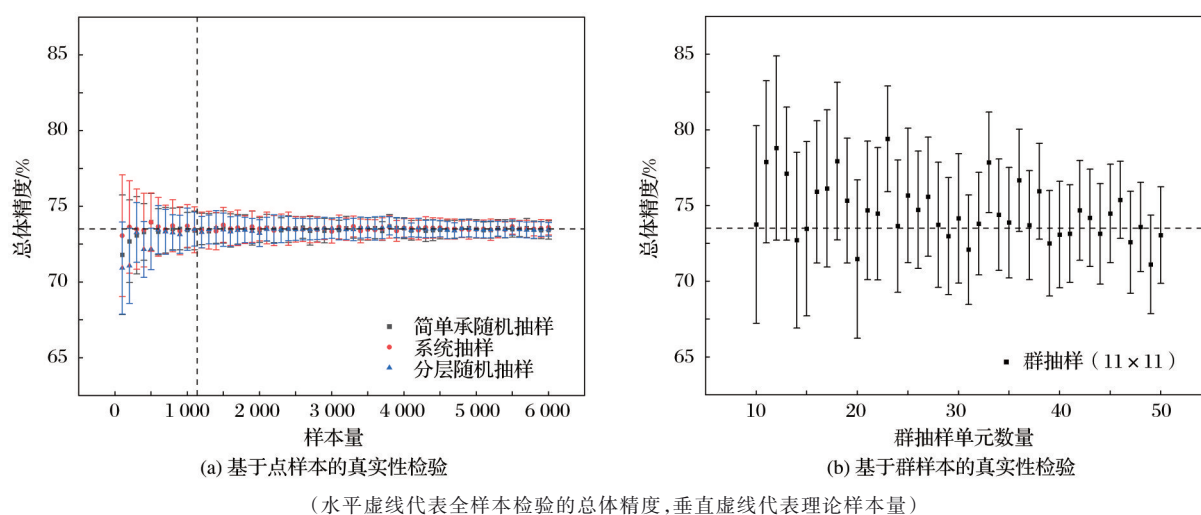 85
80
75
70
65
总体精度/%
简单承随机抽样
系统抽样
分层随机抽样
0
1 000
2 000
3 000
4 000
5 000
6 000
样本量
(a) 基于点样本的真实性检验
85
80
75
70
65
总体精度/%
群抽样（11×11）
10
20
30
40
50
群抽样单元数量
(b) 基于群样本的真实性检验
（水平虚线代表全样本检验的总体精度,垂直虚线代表理论样本量）